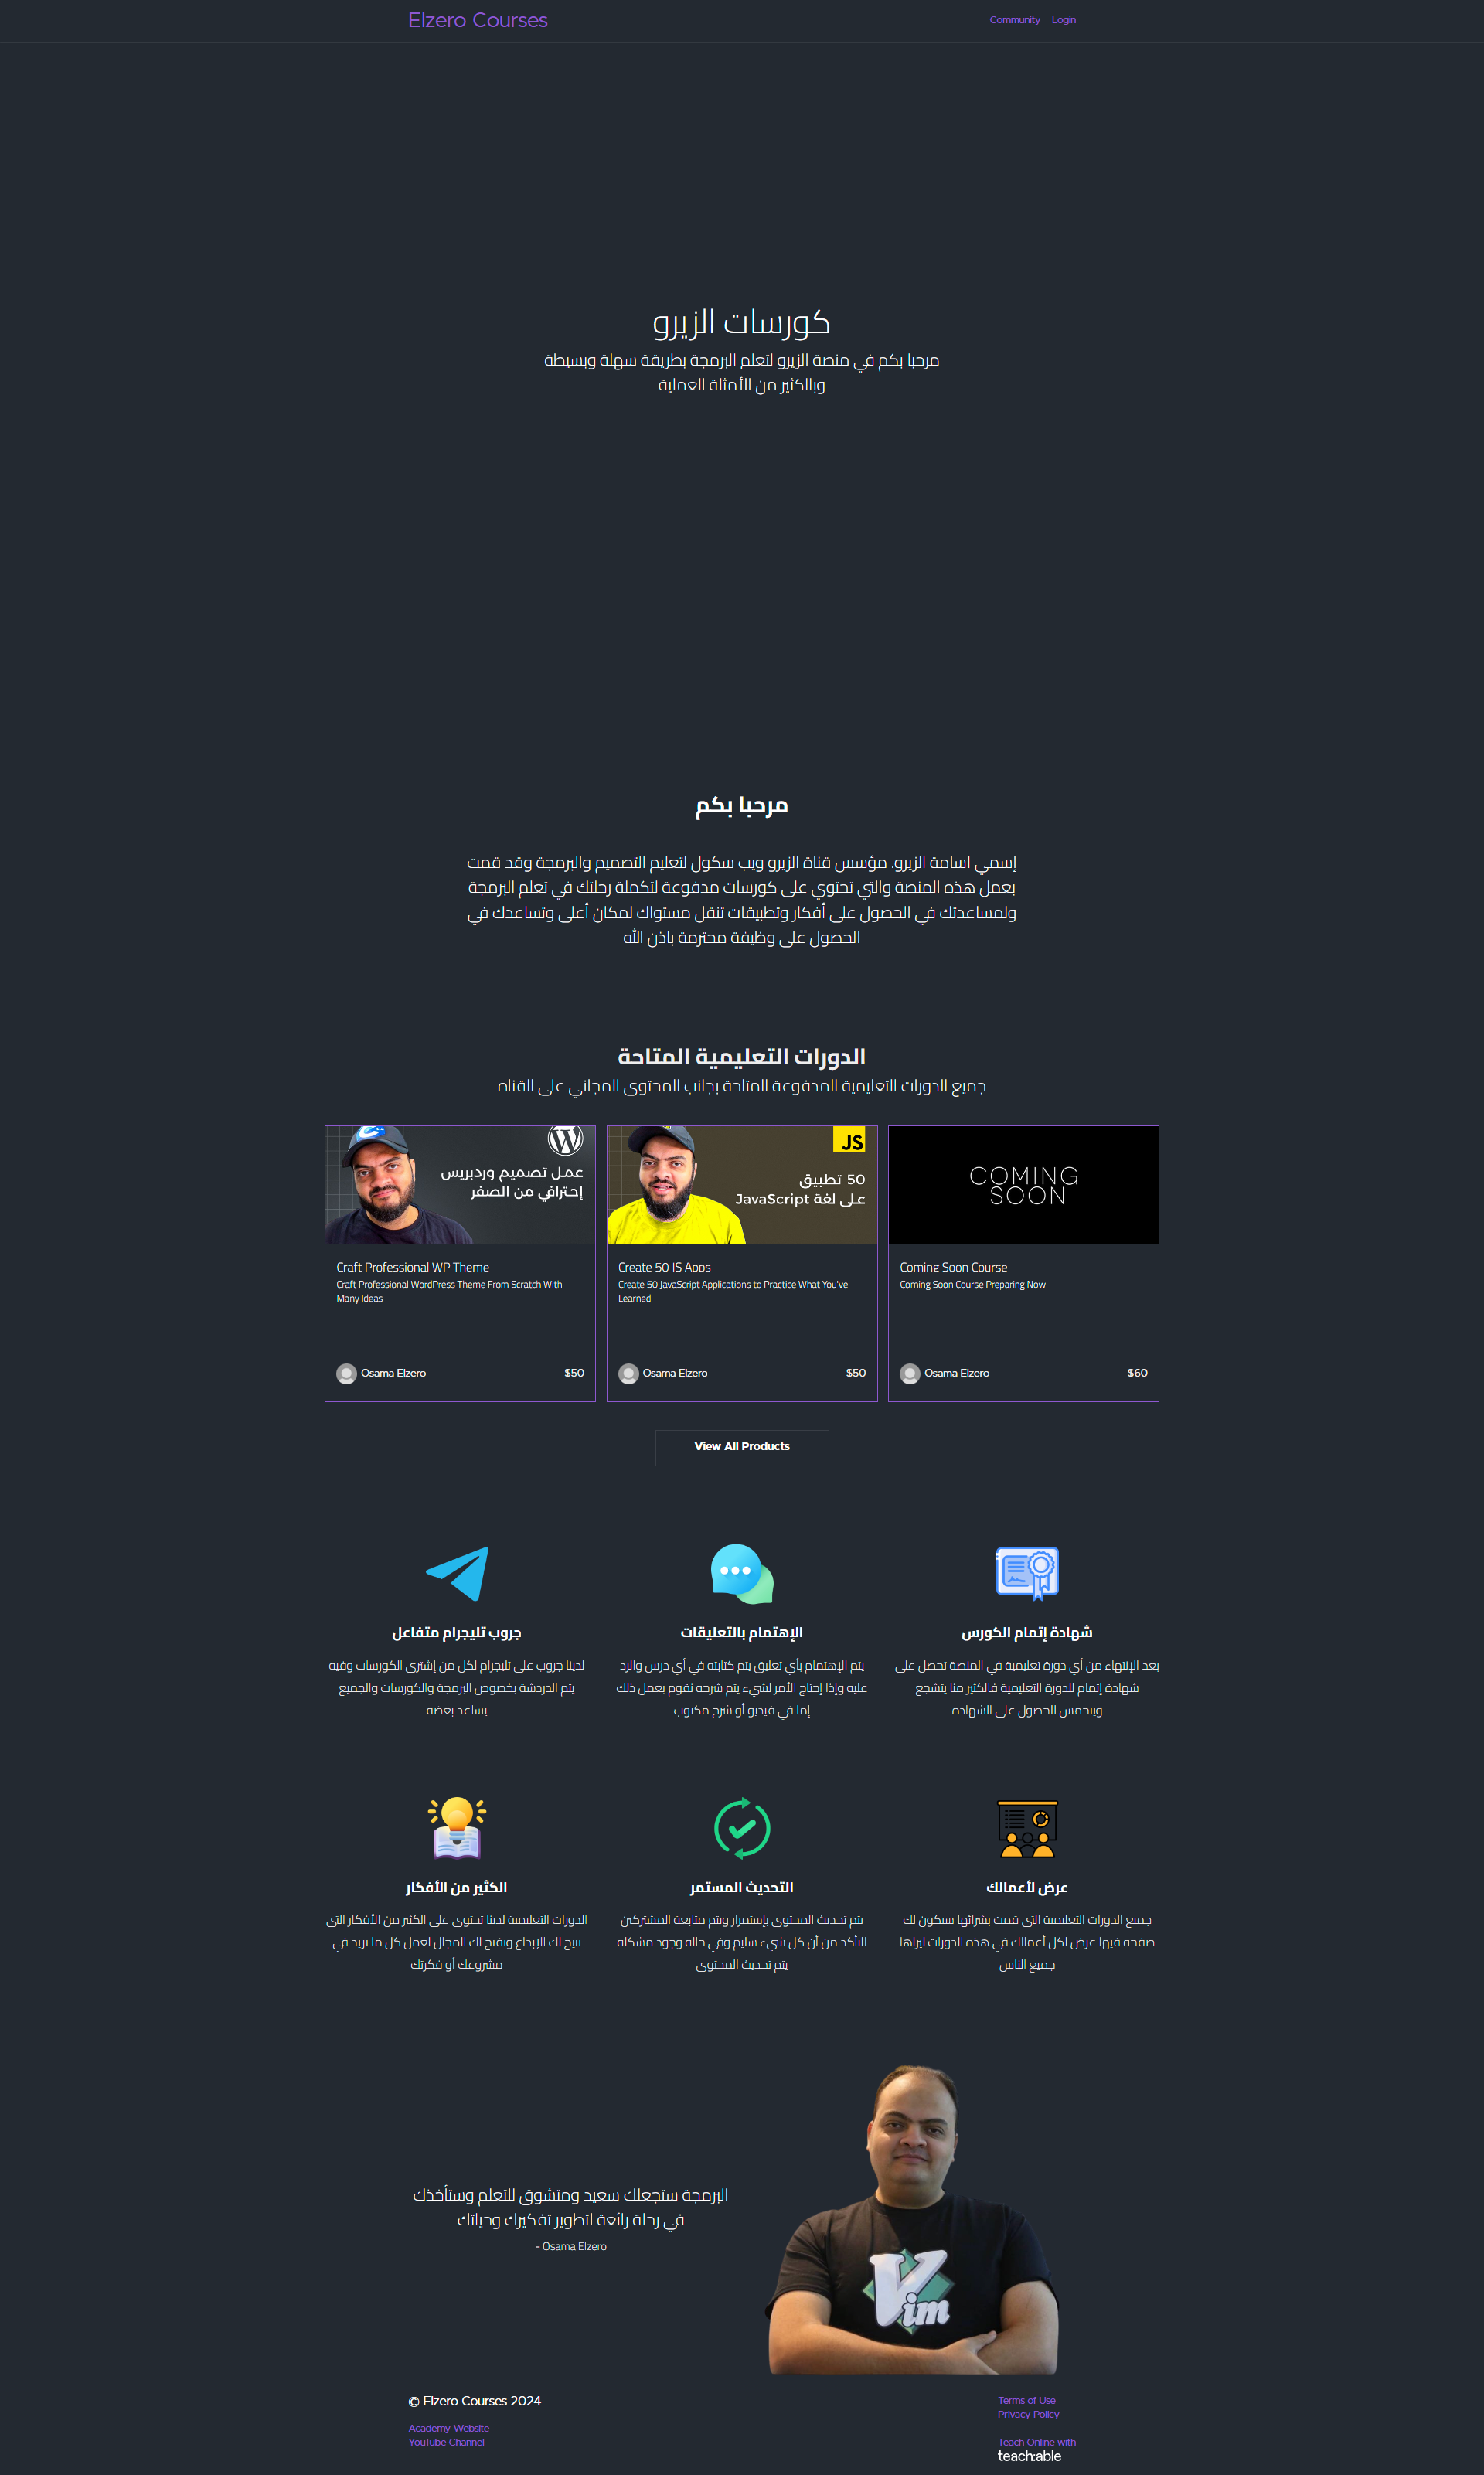 Elzero Courses
Community Login
كورسات الزيرو
مرحبا بكم في منصة الزيرو لتعلم البرمجة بطريقة سهلة وبسيطة
وبالكثير من الأمثلة العملية
مرحبا بكم
إسمي اسامة الزيرو. مؤسس قناة الزيرو ويب سكول لتعليم التصميم والبرمجة وقد قمت
بعمل هذه المنصة والتي تحتوي على كورسات مدفوعة لتكملة رحلتك في تعلم البرمجة
ولمساعدتك في الحصول على أفكار وتطبيقات تنقل مستواك لمكان أعلى وتساعدك في
الحصول على وظيفة محترمة باذن الله
الدورات التعليمية المتاحة
جميع الدورات التعليمية المدفوعة المتاحة بجانب المحتوى المجاني على القناه
عمل تصميم وردبريس
إحترافي من الصفر
Craft Professional WP Theme
Craft Professional WordPress Theme From Scratch With
Many Ideas
Osama Elzero $50
JS
50 تطبيق
على لغة JavaScript
Create 50 JS Apps
Create 50 JavaScript Applications to Practice What You've
Learned
Osama Elzero $50
COMING
SOON
Coming Soon Course
Coming Soon Course Preparing Now
Osama Elzero $60
View All Products
جروب تليجرام متفاعل
لدينا جروب على تليجرام لكل من إشترى الكورسات وفيه
يتم الدردشة بخصوص البرمجة والكورسات والجميع
يساعد بعضه
الإهتمام بالتعليقات
يتم الإهتمام بأي تعليق يتم كتابته في أي درس والرد
عليه وإذا إحتاج الأمر لشيء يتم شرحه نقوم بعمل ذلك
إما في فيديو أو شرح مكتوب
شهادة إتمام الكورس
بعد الإنتهاء من أي دورة تعليمية في المنصة تحصل على
شهادة إتمام للدورة التعليمية فالكثير منا يتشجع
ويتحمس للحصول على الشهادة
الكثير من الأفكار
الدورات التعليمية لدينا تحتوي على الكثير من الأفكار التي
تتيح لك الإبداع وتفتح لك المجال لعمل كل ما تريد في
مشروعك أو فكرتك
التحديث المستمر
يتم تحديث المحتوى بإستمرار ويتم متابعة المشتركين
للتأكد من أن كل شيء سليم وفي حالة وجود مشكلة
يتم تحديث المحتوى
عرض لأعمالك
جميع الدورات التعليمية التي قمت بشرائها سيكون لك
صفحة فيها عرض لكل أعمالك في هذه الدورات ليراها
جميع الناس
البرمجة ستجعلك سعيد ومتشوق للتعلم وستأخذك
في رحلة رائعة لتطوير تفكيرك وحياتك
- Osama Elzero
Vim
© Elzero Courses 2024
Academy Website
YouTube Channel
Terms of Use
Privacy Policy
Teach Online with
teach:able